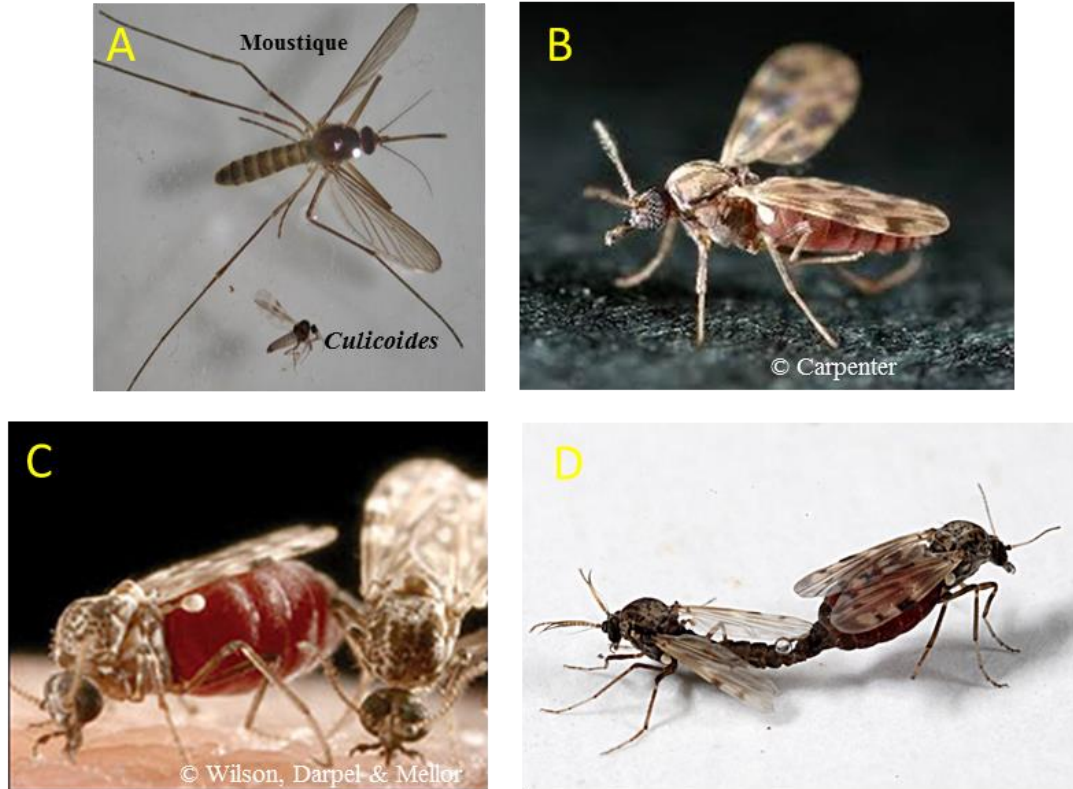 A
Moustique
Culicoides
B
© Carpenter
C
© Wilson, Darpel & Mellor
D